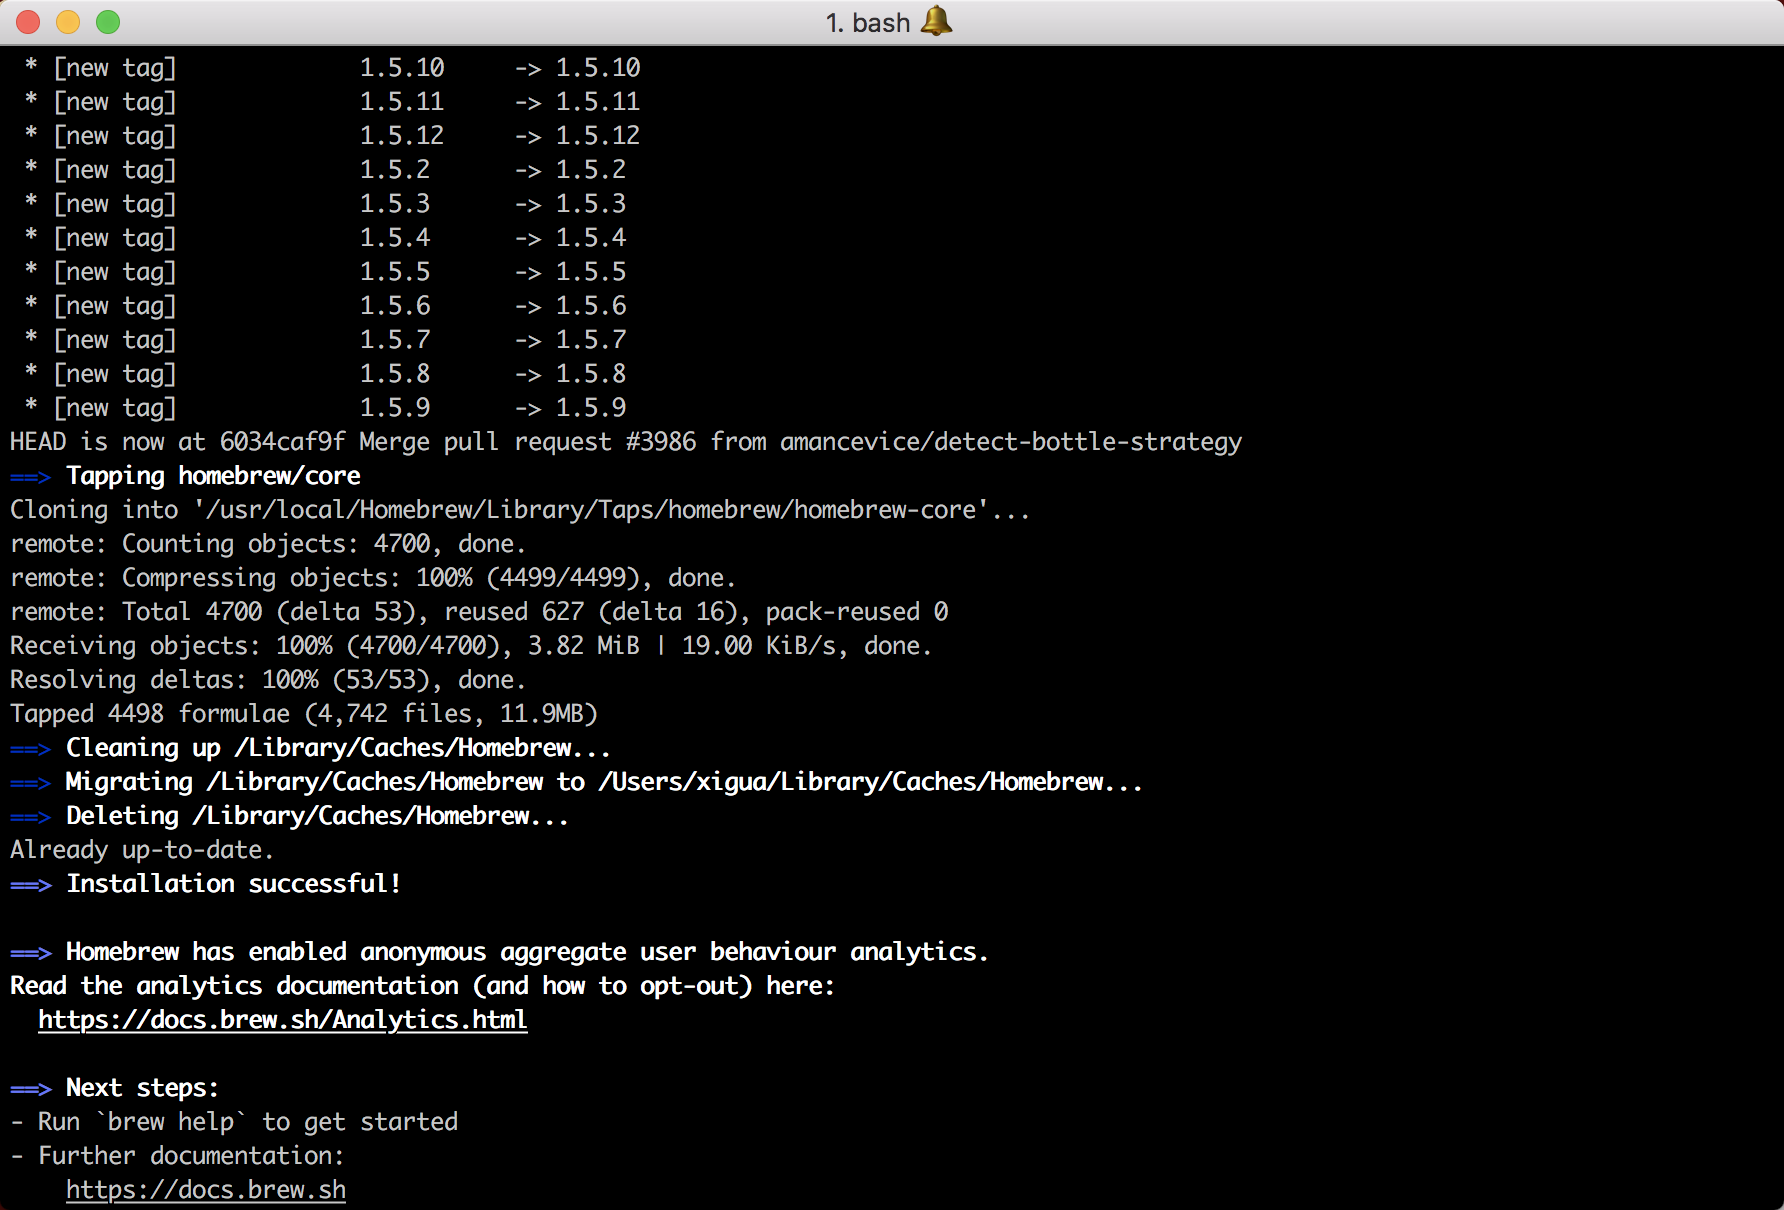 1. bash 🔔
* [new tag]             1.5.10     -> 1.5.10
* [new tag]             1.5.11     -> 1.5.11
* [new tag]             1.5.12     -> 1.5.12
* [new tag]             1.5.2      -> 1.5.2
* [new tag]             1.5.3      -> 1.5.3
* [new tag]             1.5.4      -> 1.5.4
* [new tag]             1.5.5      -> 1.5.5
* [new tag]             1.5.6      -> 1.5.6
* [new tag]             1.5.7      -> 1.5.7
* [new tag]             1.5.8      -> 1.5.8
* [new tag]             1.5.9      -> 1.5.9
HEAD is now at 6034caf9f Merge pull request #3986 from amancevice/detect-bottle-strategy
==> Tapping homebrew/core
Cloning into '/usr/local/Homebrew/Library/Taps/homebrew/homebrew-core'...
remote: Counting objects: 4700, done.
remote: Compressing objects: 100% (4499/4499), done.
remote: Total 4700 (delta 53), reused 627 (delta 16), pack-reused 0
Receiving objects: 100% (4700/4700), 3.82 MiB | 19.00 KiB/s, done.
Resolving deltas: 100% (53/53), done.
Tapped 4498 formulae (4,742 files, 11.9MB)
==> Cleaning up /Library/Caches/Homebrew...
==> Migrating /Library/Caches/Homebrew to /Users/xigua/Library/Caches/Homebrew...
==> Deleting /Library/Caches/Homebrew...
Already up-to-date.
==> Installation successful!
==> Homebrew has enabled anonymous aggregate user behaviour analytics.
Read the analytics documentation (and how to opt-out) here:
https://docs.brew.sh/Analytics.html
==> Next steps:
- Run `brew help` to get started
- Further documentation:
https://docs.brew.sh